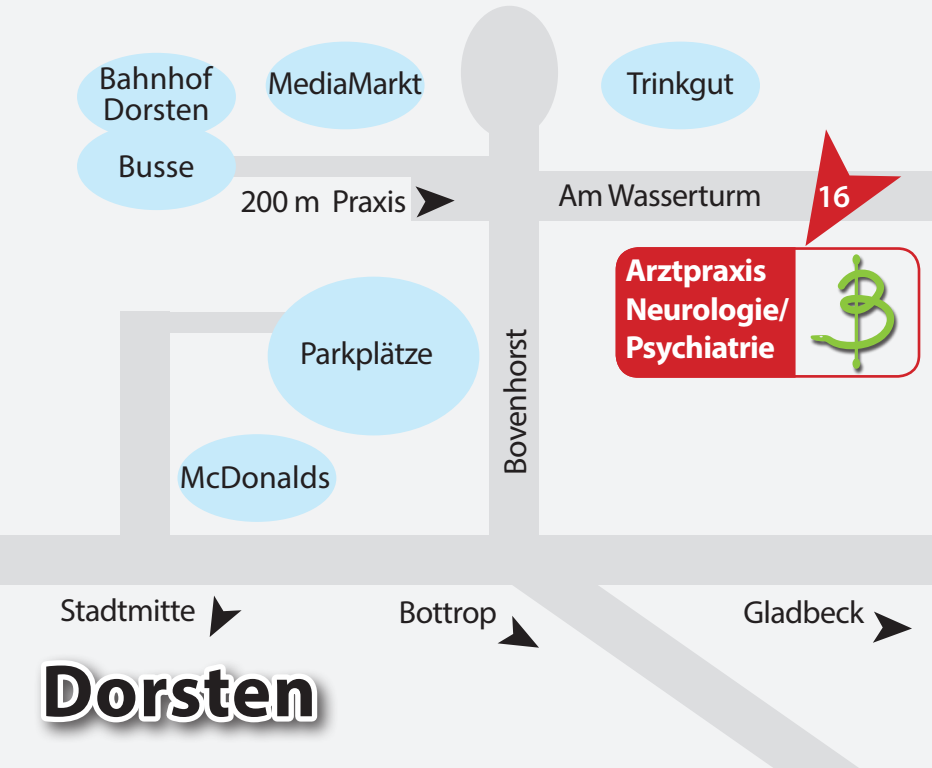 Bahnhof
Dorsten
MediaMarkt
Trinkgut
Busse
200 m Praxis
Am Wasserturm
16
Arztpraxis
Neurologie/
Psychiatrie
Parkplätze
Bovenhorst
McDonalds
Stadtmitte
Bottrop
Gladbeck
Dorsten